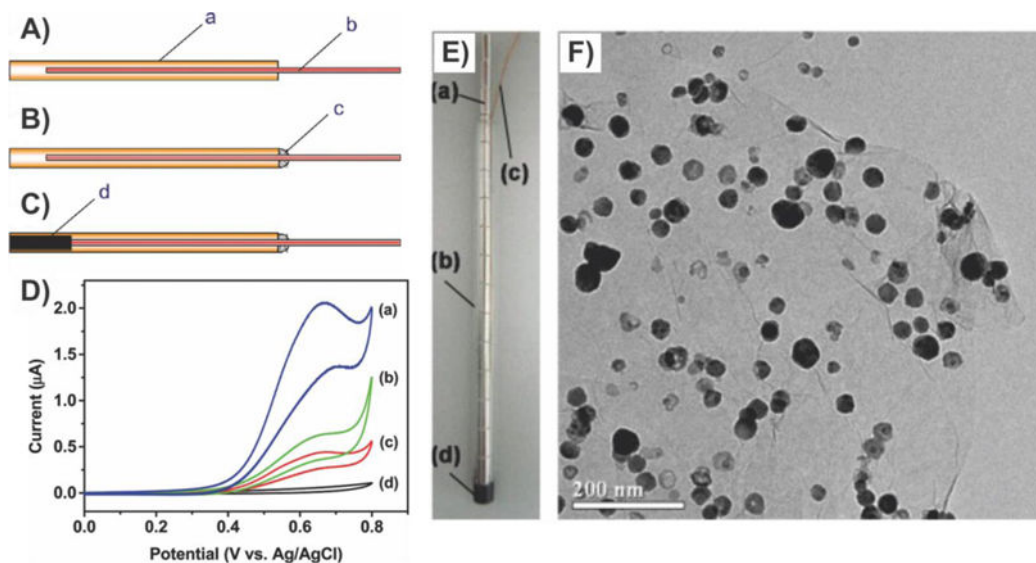 A)
a
b
B)
c
C)
d
D)
2.0
1.5
1.0
0.5
0.0
Current (μA)
(a)
(b)
(c)
(d)
0.0
0.2
0.4
0.6
0.8
Potential (V vs. Ag/AgCl)
E)
(a)
(c)
(b)
(d)
F)
200 nm